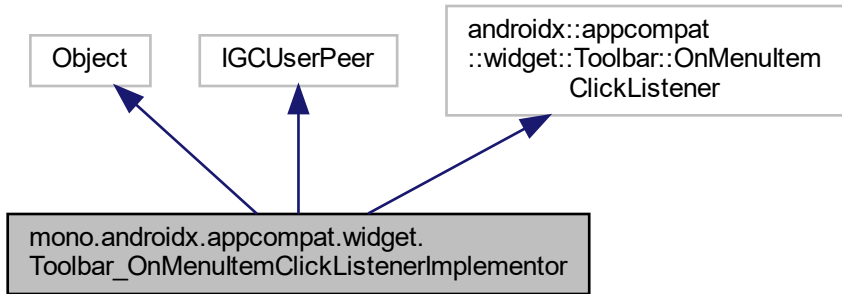 Object
IGCUserPeer
androidx::appcompat
::widget::Toolbar::OnMenuItem
ClickListener
mono.androidx.appcompat.widget.
Toolbar_OnMenuItemClickListenerImplementor